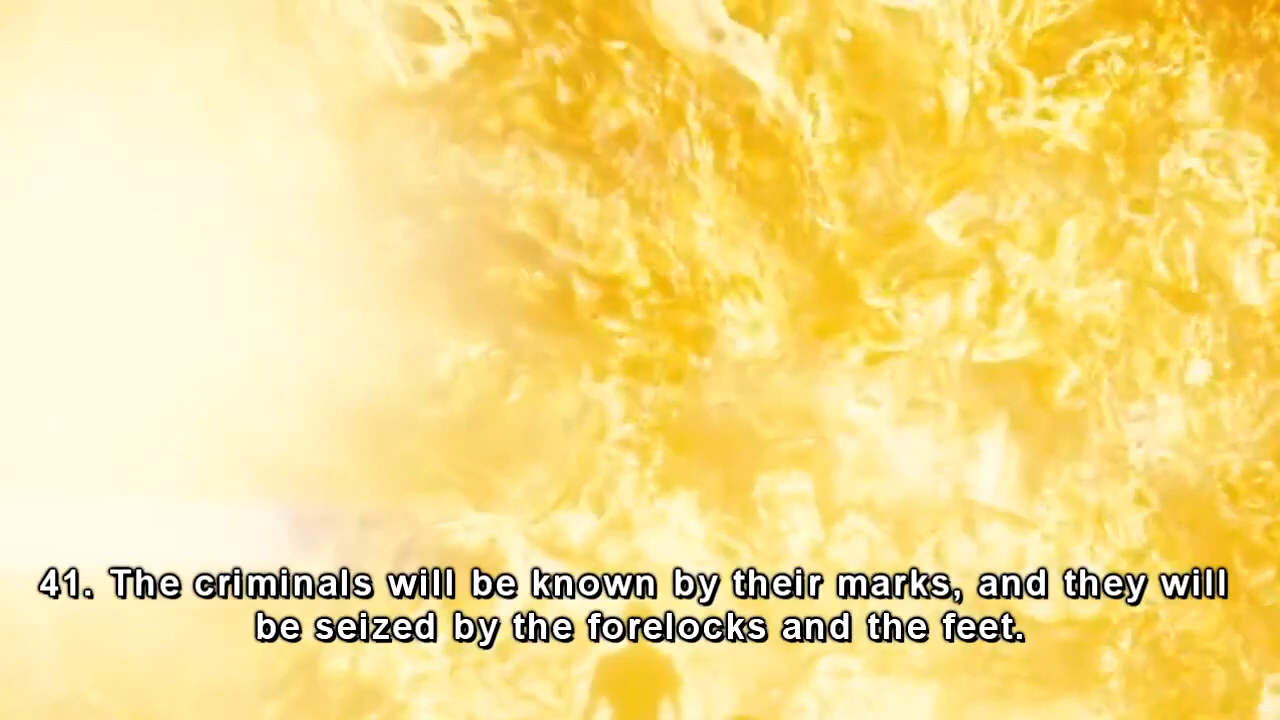 41. The criminals will be known by their marks, and they will
be seized by the forelocks and the feet.